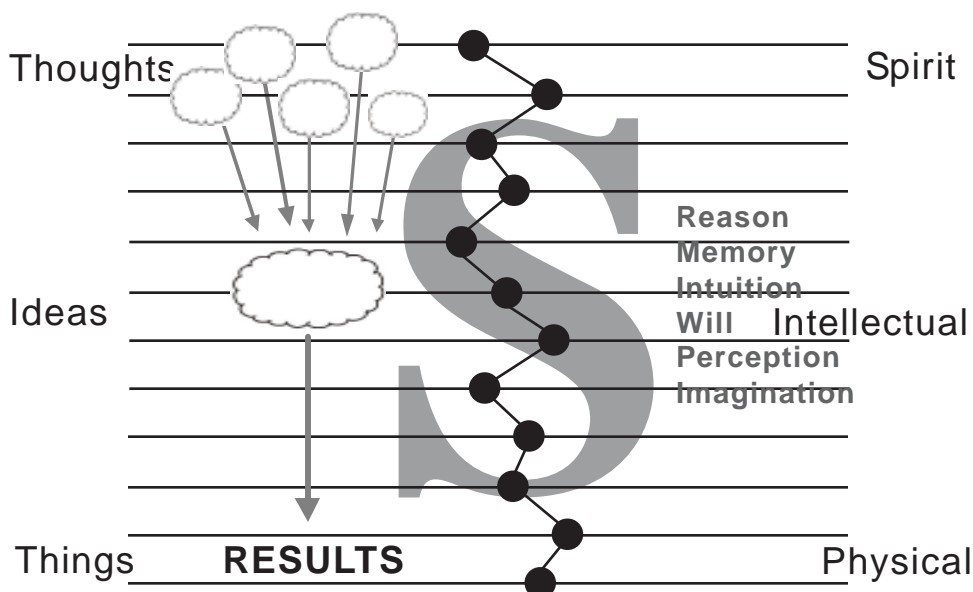 Thoughts
Spirit
S
Reason
Memory
Intuition
Ideas
Will
Intellectual
Perception
Imagination
Things
RESULTS
Physical